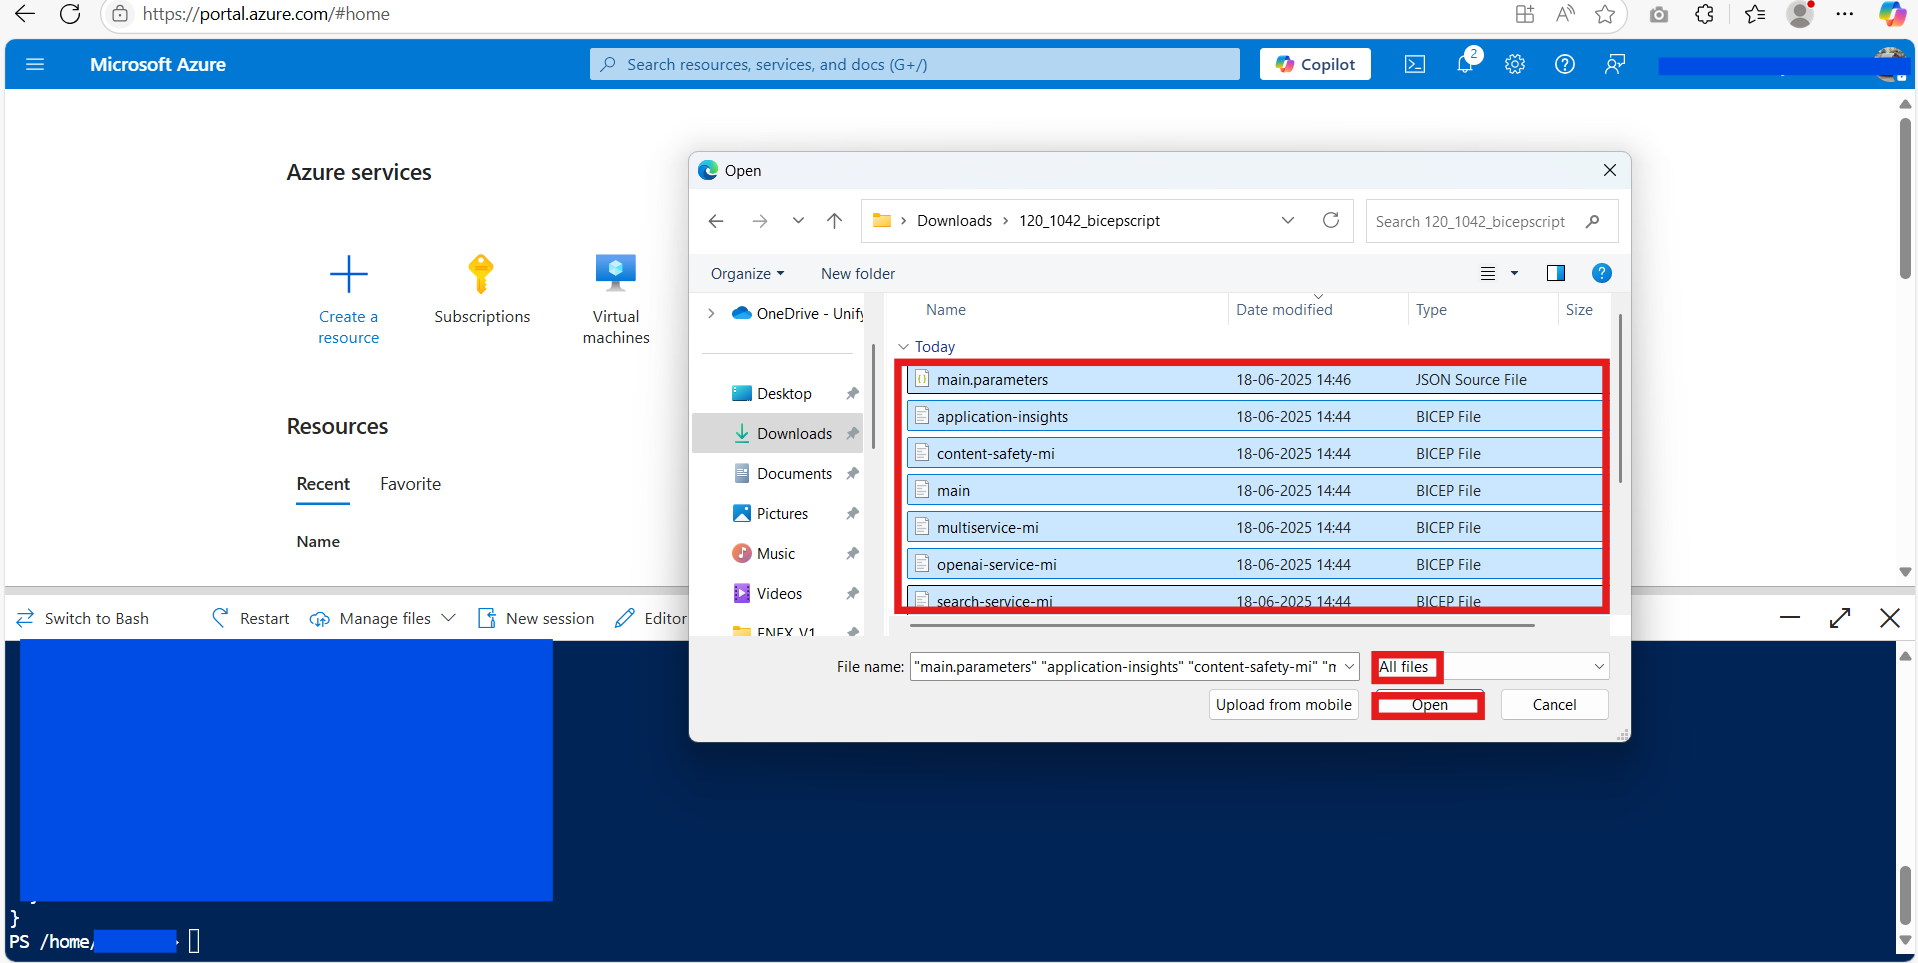 https://portal.azure.com/#home
Microsoft Azure
Search resources, services, and docs (G+/)
Copilot
2
Azure services
Create a resource
Subscriptions
Virtual machines
Resources
Recent
Favorite
Name
Open
Downloads > 120_1042_bicepscript
Search 120_1042_bicepscript
Organize
New folder
OneDrive - Unify
Desktop
Downloads
Documents
Pictures
Music
Videos
ENEX_V1
Name Date modified Type Size
Today
main.parameters 18-06-2025 14:46 JSON Source File
application-insights 18-06-2025 14:44 BICEP File
content-safety-mi 18-06-2025 14:44 BICEP File
main 18-06-2025 14:44 BICEP File
multiservice-mi 18-06-2025 14:44 BICEP File
openai-service-mi 18-06-2025 14:44 BICEP File
search-service-mi 18-06-2025 14:44 BICEP File
File name: "main.parameters" "application-insights" "content-safety-mi" "m
All files
Upload from mobile
Open
Cancel
Switch to Bash
Restart
Manage files
New session
Editor
}
PS /home/